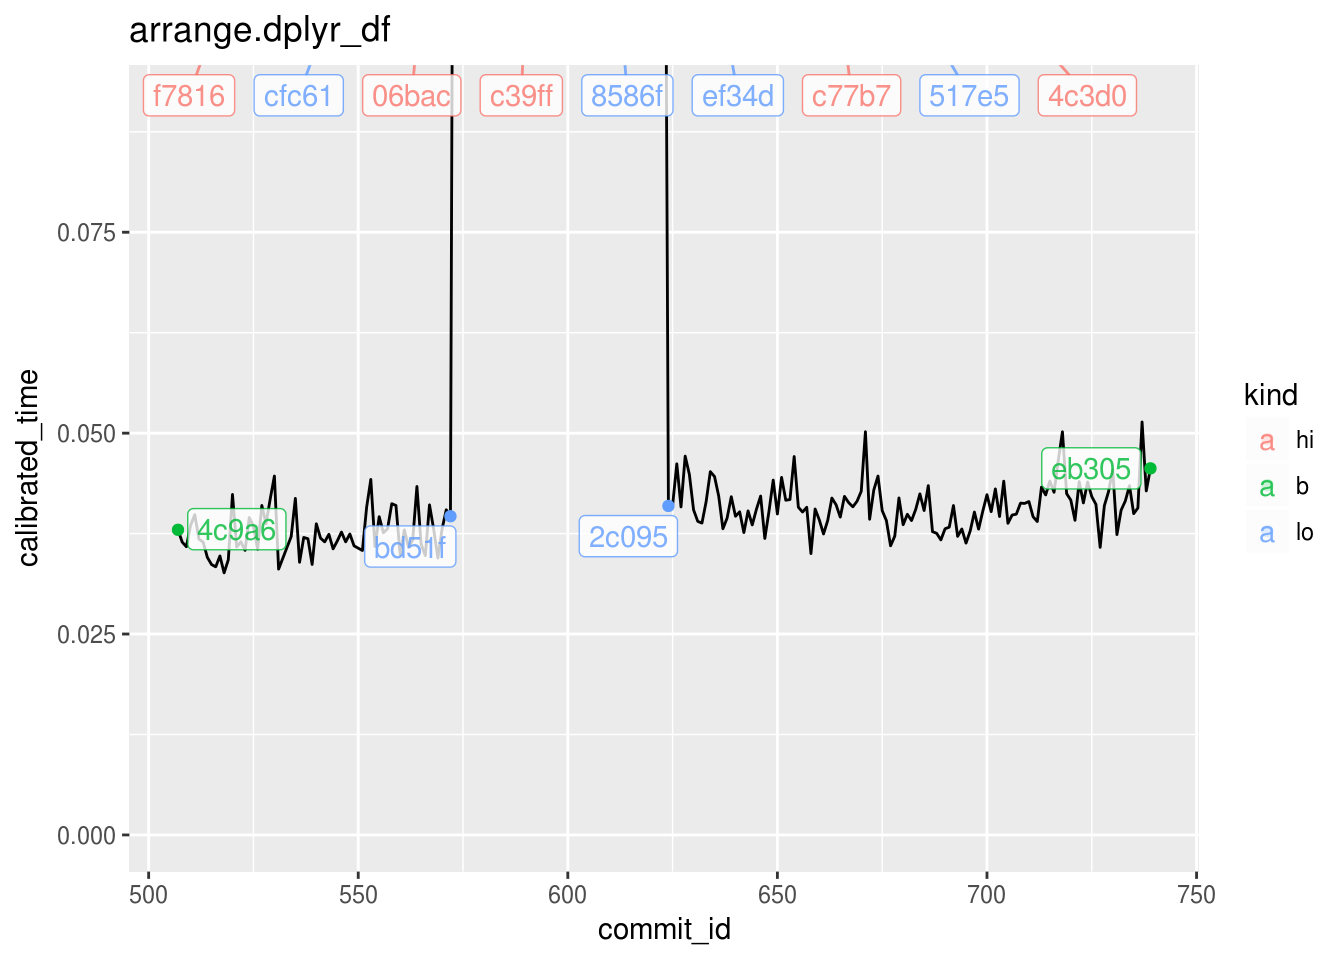 arrange.dplyr_df
f7816 cfc61 06bac c39ff 8586f ef34d c77b7 517e5 4c3d0
0.075
0.050
0.025
0.000
calibrated_time
4c9a6 bd51f 2c095 eb305
500 550 600 650 700 750
commit_id
kind
a hi
a b
a lo